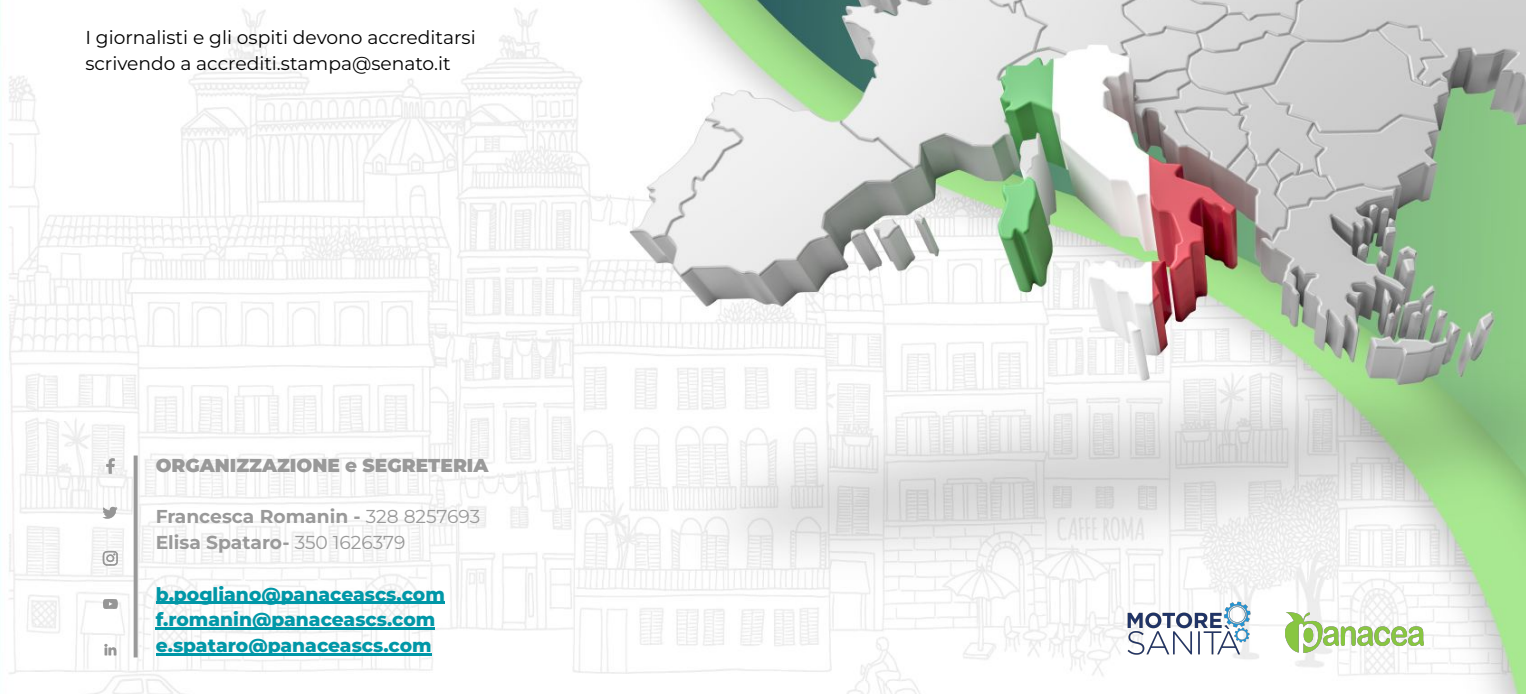 I giornalisti e gli ospiti devono accreditarsi
scrivendo a accrediti.stampa@senato.it
ORGANIZZAZIONE e SEGRETERIA
Francesca Romanin - 328 8257693
Elisa Spataro- 350 1626379
b.pogliano@panaceascs.com
f.romanin@panaceascs.com
e.spataro@panaceascs.com
CAFFE ROMA
MOTORE
SANITÀ
panacea